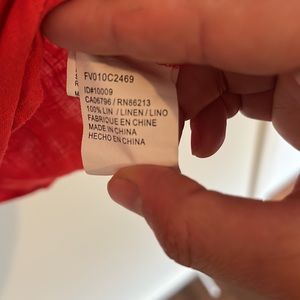 FV010C2469
ID#10009
CA06796 / RN86213
100% LIN / LINEN / LINO
FABRIQUE EN CHINE
MADE IN CHINA
HECHO EN CHINA